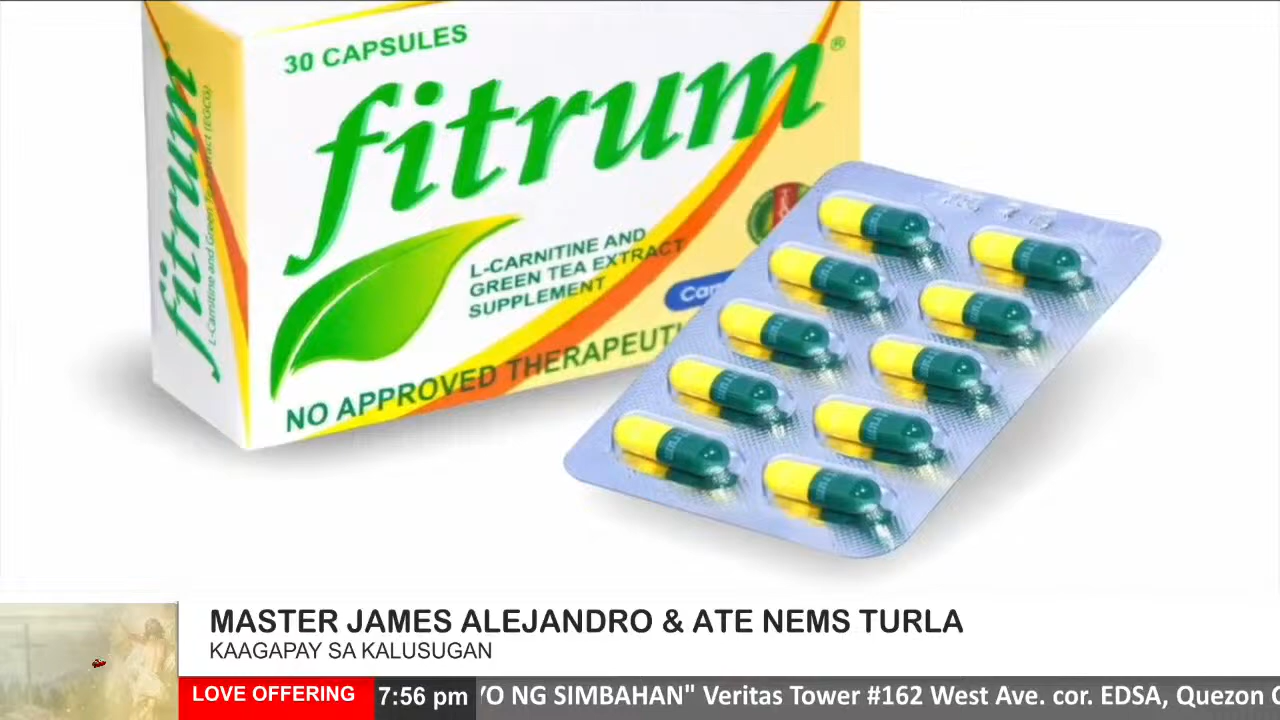 30 CAPSULES
fitrum®
L-CARNITINE AND
GREEN TEA EXTRACT
SUPPLEMENT
NO APPROVED
fitrum
MASTER JAMES ALEJANDRO & ATE NEMS TURLA
KAAGAPAY SA KALUSUGAN
LOVE OFFERING
7:56 pm
NG SIMBAHAN" Veritas Tower #162 West Ave. cor. EDSA, Quezon